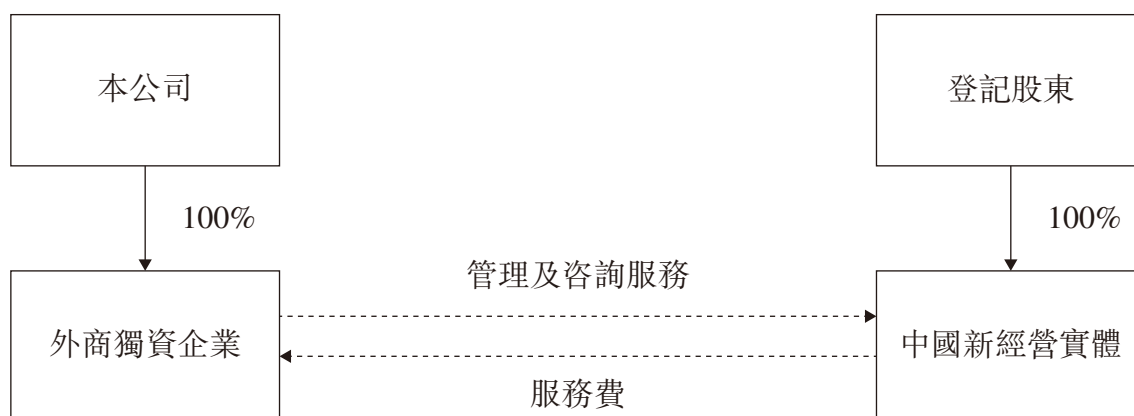 本公司
登記股東
100%
100%
管理及咨詢服務
外商獨資企業
中國新經營實體
服務費